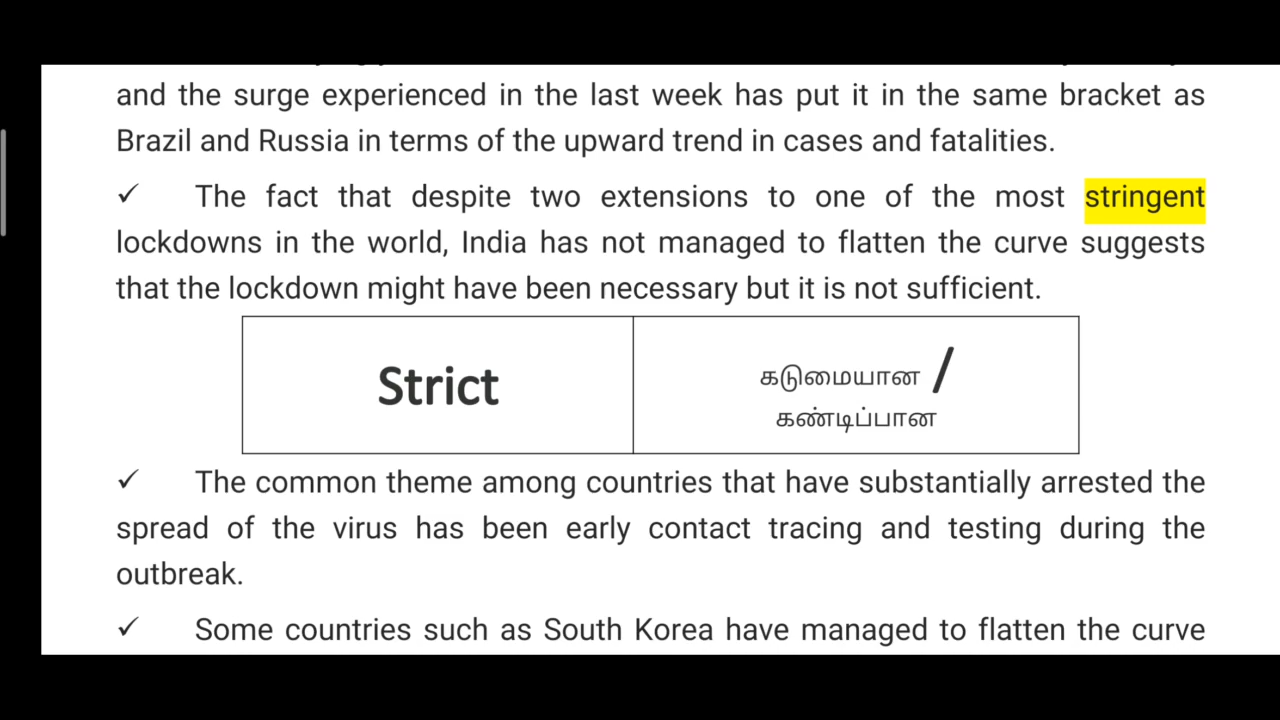 and the surge experienced in the last week has put it in the same bracket as
Brazil and Russia in terms of the upward trend in cases and fatalities.
✓ The fact that despite two extensions to one of the most stringent
lockdowns in the world, India has not managed to flatten the curve suggests
that the lockdown might have been necessary but it is not sufficient.
Strict
கடுமையான /
கண்டிப்பான
✓ The common theme among countries that have substantially arrested the
spread of the virus has been early contact tracing and testing during the
outbreak.
✓ Some countries such as South Korea have managed to flatten the curve